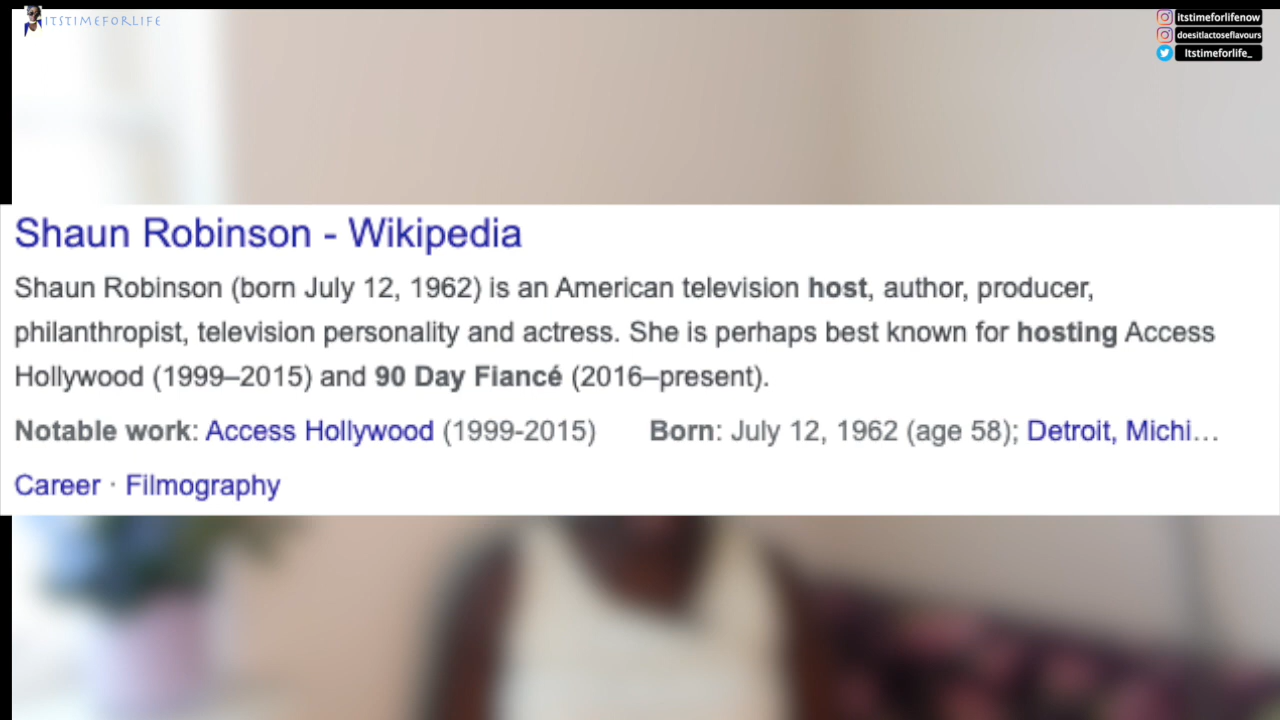 ITSTIMEFORLIFE
itstimeforlifenow
doesitlactoseflavours
Itstimeforlife_
Shaun Robinson - Wikipedia
Shaun Robinson (born July 12, 1962) is an American television host, author, producer,
philanthropist, television personality and actress. She is perhaps best known for hosting Access
Hollywood (1999–2015) and 90 Day Fiancé (2016–present).
Notable work: Access Hollywood (1999-2015) Born: July 12, 1962 (age 58); Detroit, Michi...
Career · Filmography